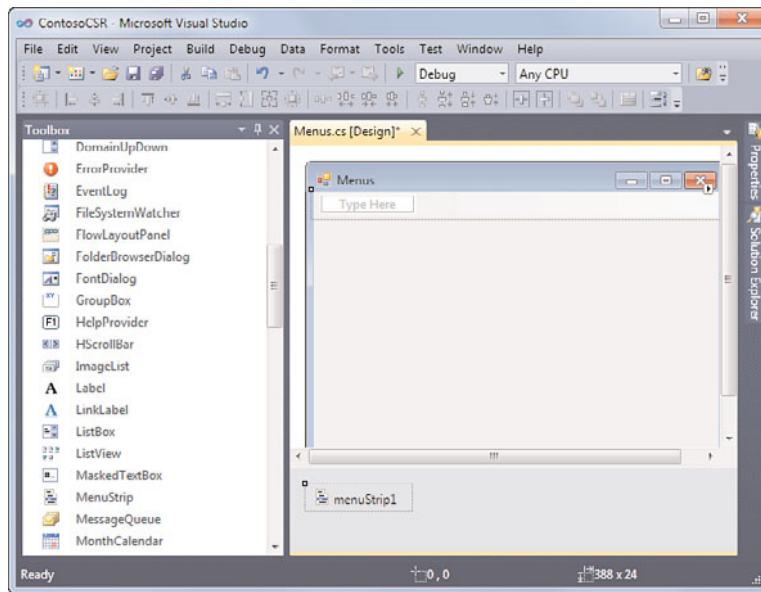 ContosoCSR - Microsoft Visual Studio
File Edit View Project Build Debug Data Format Tools Test Window Help
Debug Any CPU
Toolbox
Menus.cs [Design]*
DomainUpDown
ErrorProvider
EventLog
FileSystemWatcher
FlowLayoutPanel
FolderBrowserDialog
FontDialog
GroupBox
HelpProvider
HScrollBar
ImageList
Label
LinkLabel
ListBox
ListView
MaskedTextBox
MenuStrip
MessageQueue
MonthCalendar
Menus
Type Here
menuStrip1
Properties
Solution Explorer
Ready 0 , 0 388 x 24